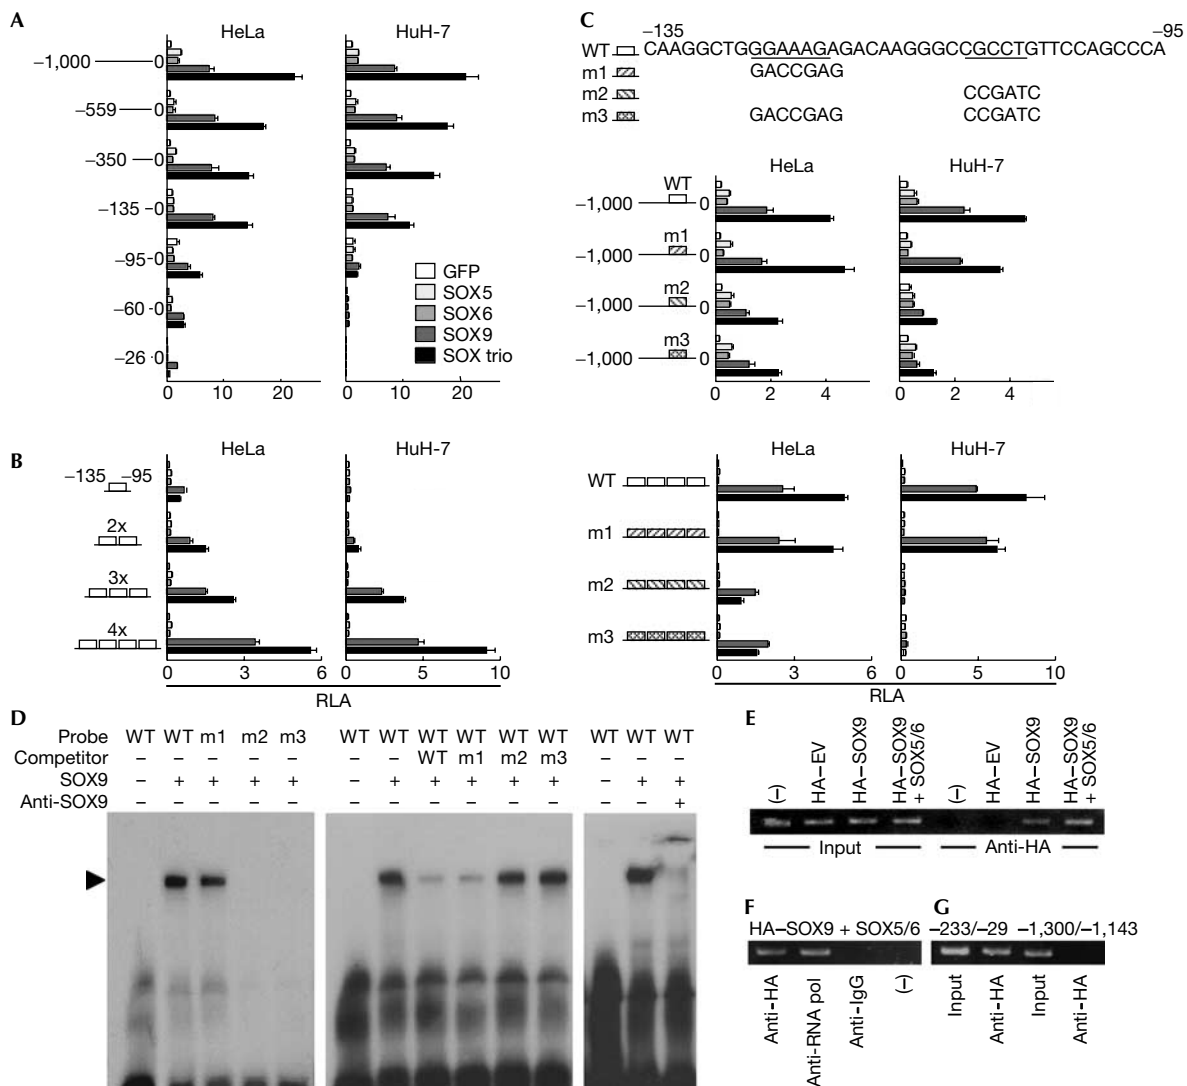 A
HeLa
HuH-7
−1,000 0
−559 0
−350 0
−135 0
−95 0
−60 0
−26 0
GFP
SOX5
SOX6
SOX9
SOX trio
0 10 20
0 10 20
C
−135 −95
WT CAAGGCTGGGAAAGAGACAAGGGCCGCCTGTTCCAGCCCA
m1 GACCGAG
m2 CCGATC
m3 GACCGAG CCGATC
HeLa
HuH-7
WT
−1,000 0
m1
−1,000 0
m2
−1,000 0
m3
−1,000 0
0 2 4
0 2 4
B
HeLa
HuH-7
−135 −95
2x
3x
4x
0 3 6
0 5 10
RLA
HeLa
HuH-7
WT
m1
m2
m3
0 3 6
0 5 10
RLA
D
Probe WT WT m1 m2 m3 WT WT WT WT WT WT WT WT WT
Competitor – – – – – – – WT m1 m2 m3 – – –
SOX9 – + + + + – + + + + + – + +
Anti-SOX9 – – – – – – – – – – – – – +
E
(–)
HA–EV
HA–SOX9
HA–SOX9 + SOX5/6
(–)
HA–EV
HA–SOX9
HA–SOX9 + SOX5/6
Input
Anti-HA
F
HA–SOX9 + SOX5/6
Anti-HA
Anti-RNA pol
Anti-IgG
(–)
G
−233/−29 −1,300/−1,143
Input
Anti-HA
Input
Anti-HA